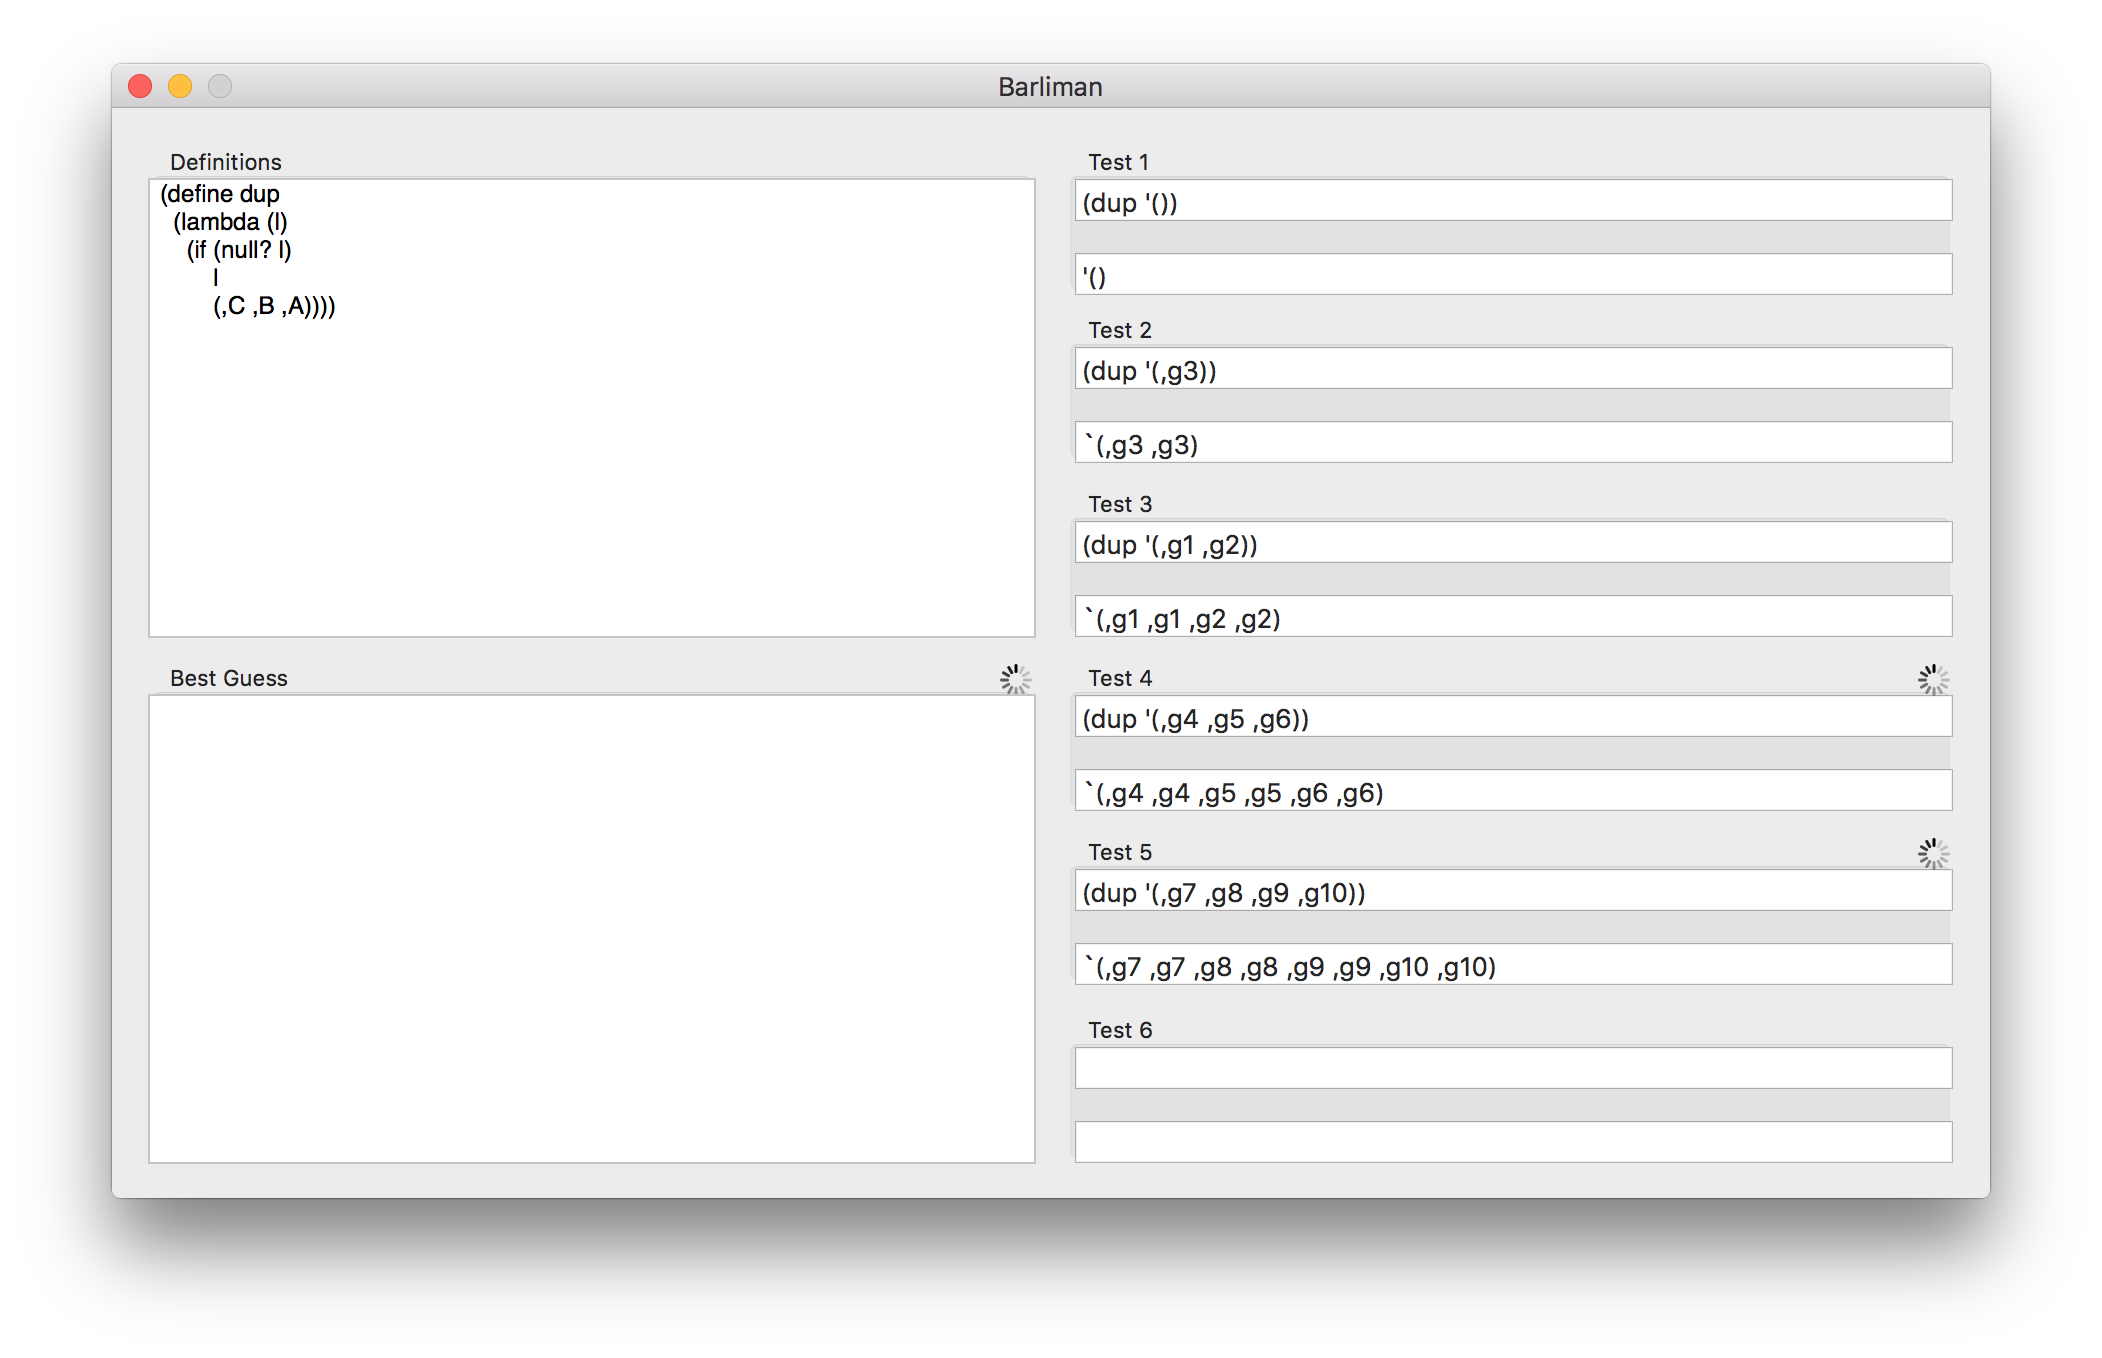 Barliman
Definitions
(define dup
(lambda (l)
(if (null? l)
l
(,C ,B ,A))))
Best Guess
Test 1
(dup '())
'()
Test 2
(dup '(,g3))
`(,g3 ,g3)
Test 3
(dup '(,g1 ,g2))
`(,g1 ,g1 ,g2 ,g2)
Test 4
(dup '(,g4 ,g5 ,g6))
`(,g4 ,g4 ,g5 ,g5 ,g6 ,g6)
Test 5
(dup '(,g7 ,g8 ,g9 ,g10))
`(,g7 ,g7 ,g8 ,g8 ,g9 ,g9 ,g10 ,g10)
Test 6